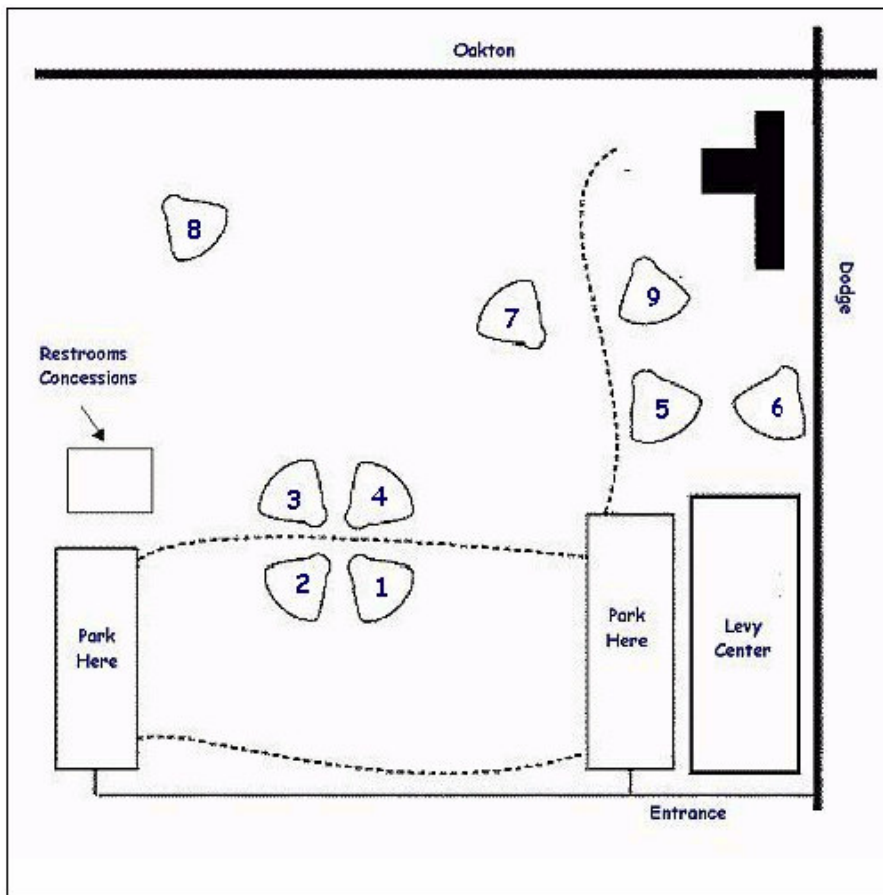 Oakton
8
9
7
Dodge
Restrooms
Concessions
5
6
3
4
2
1
Park
Here
Park
Here
Levy
Center
Entrance